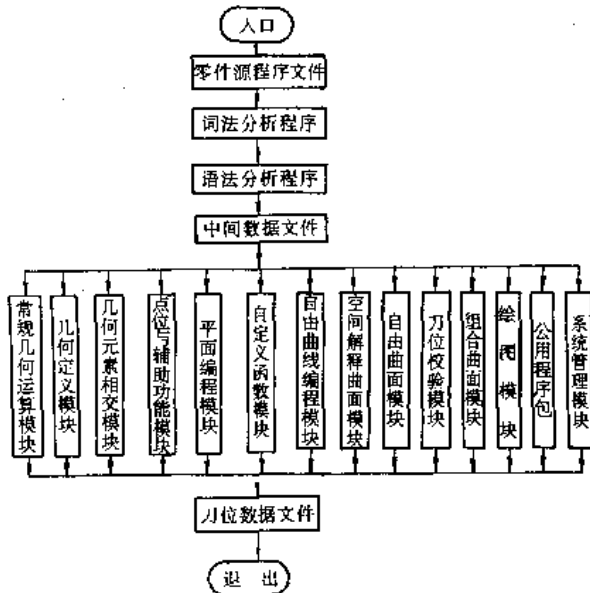 入口
零件源程序文件
词法分析程序
语法分析程序
中间数据文件
常规几何运算模块
几何定义模块
几何元素相交模块
点位与辅助功能模块
平面编程模块
自定义函数模块
自由曲线编程模块
空间解释曲面模块
自由曲面模块
刀位校验模块
组合曲面模块
绘图模块
公用程序包
系统管理模块
刀位数据文件
退出